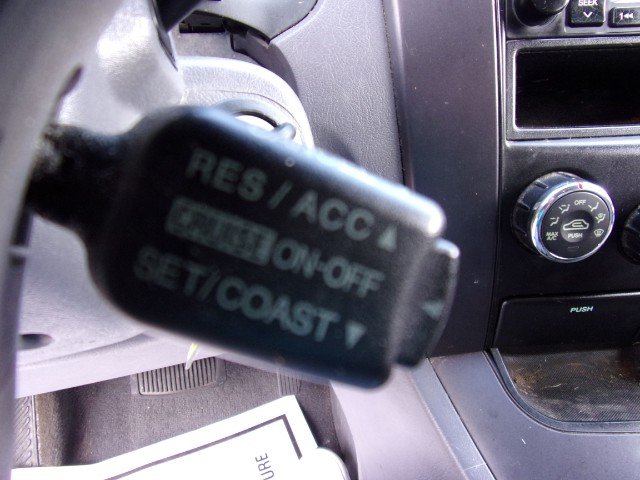 RES / ACC ▲
CRUISE ON-OFF
SET/COAST ▼
SEEK
OFF
MAX
A/C
PUSH
PUSH
URE